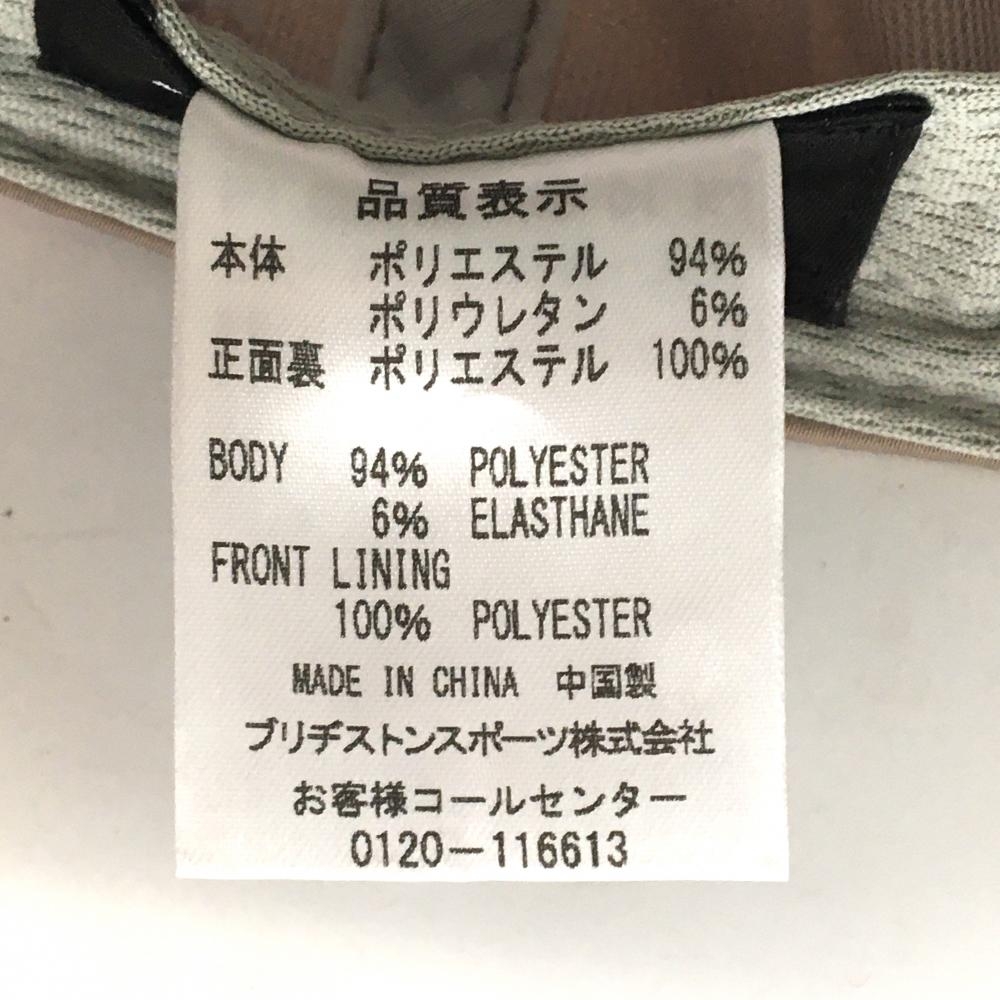 品質表示
本体 ポリエステル 94%
ポリウレタン 6%
正面裏 ポリエステル 100%
BODY 94% POLYESTER
6% ELASTHANE
FRONT LINING
100% POLYESTER
MADE IN CHINA 中国製
ブリヂストンスポーツ株式会社
お客様コールセンター
0120-116613